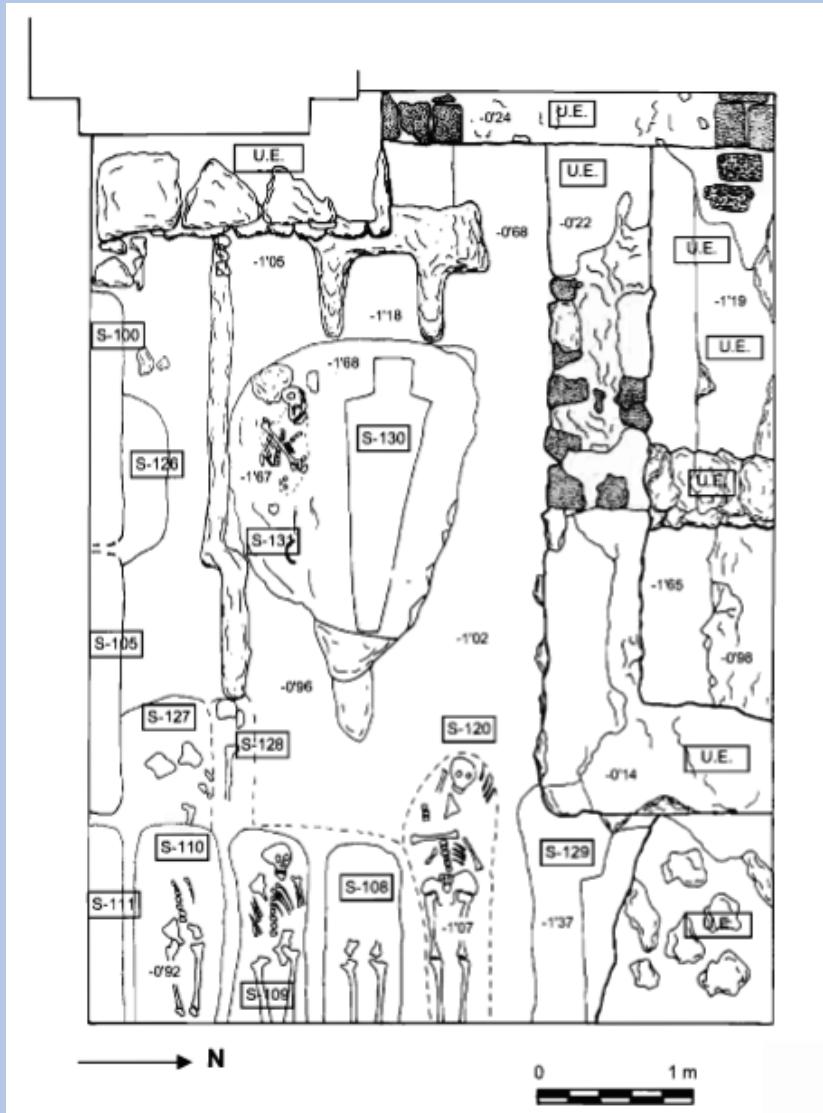 -0'24
U.E.
U.E.
U.E.
-0'22
-0'68
U.E.
-1'05
-1'19
-1'18
S-100
U.E.
-1'68
S-130
S-126
-1'67
U.E.
S-131
-1'65
S-105
-1'02
-0'98
-0'96
S-127
S-120
S-128
U.E.
-0'14
S-110
S-129
S-108
S-111
-1'07
-1'37
U.E.
-0'92
S-109
N
0 1 m